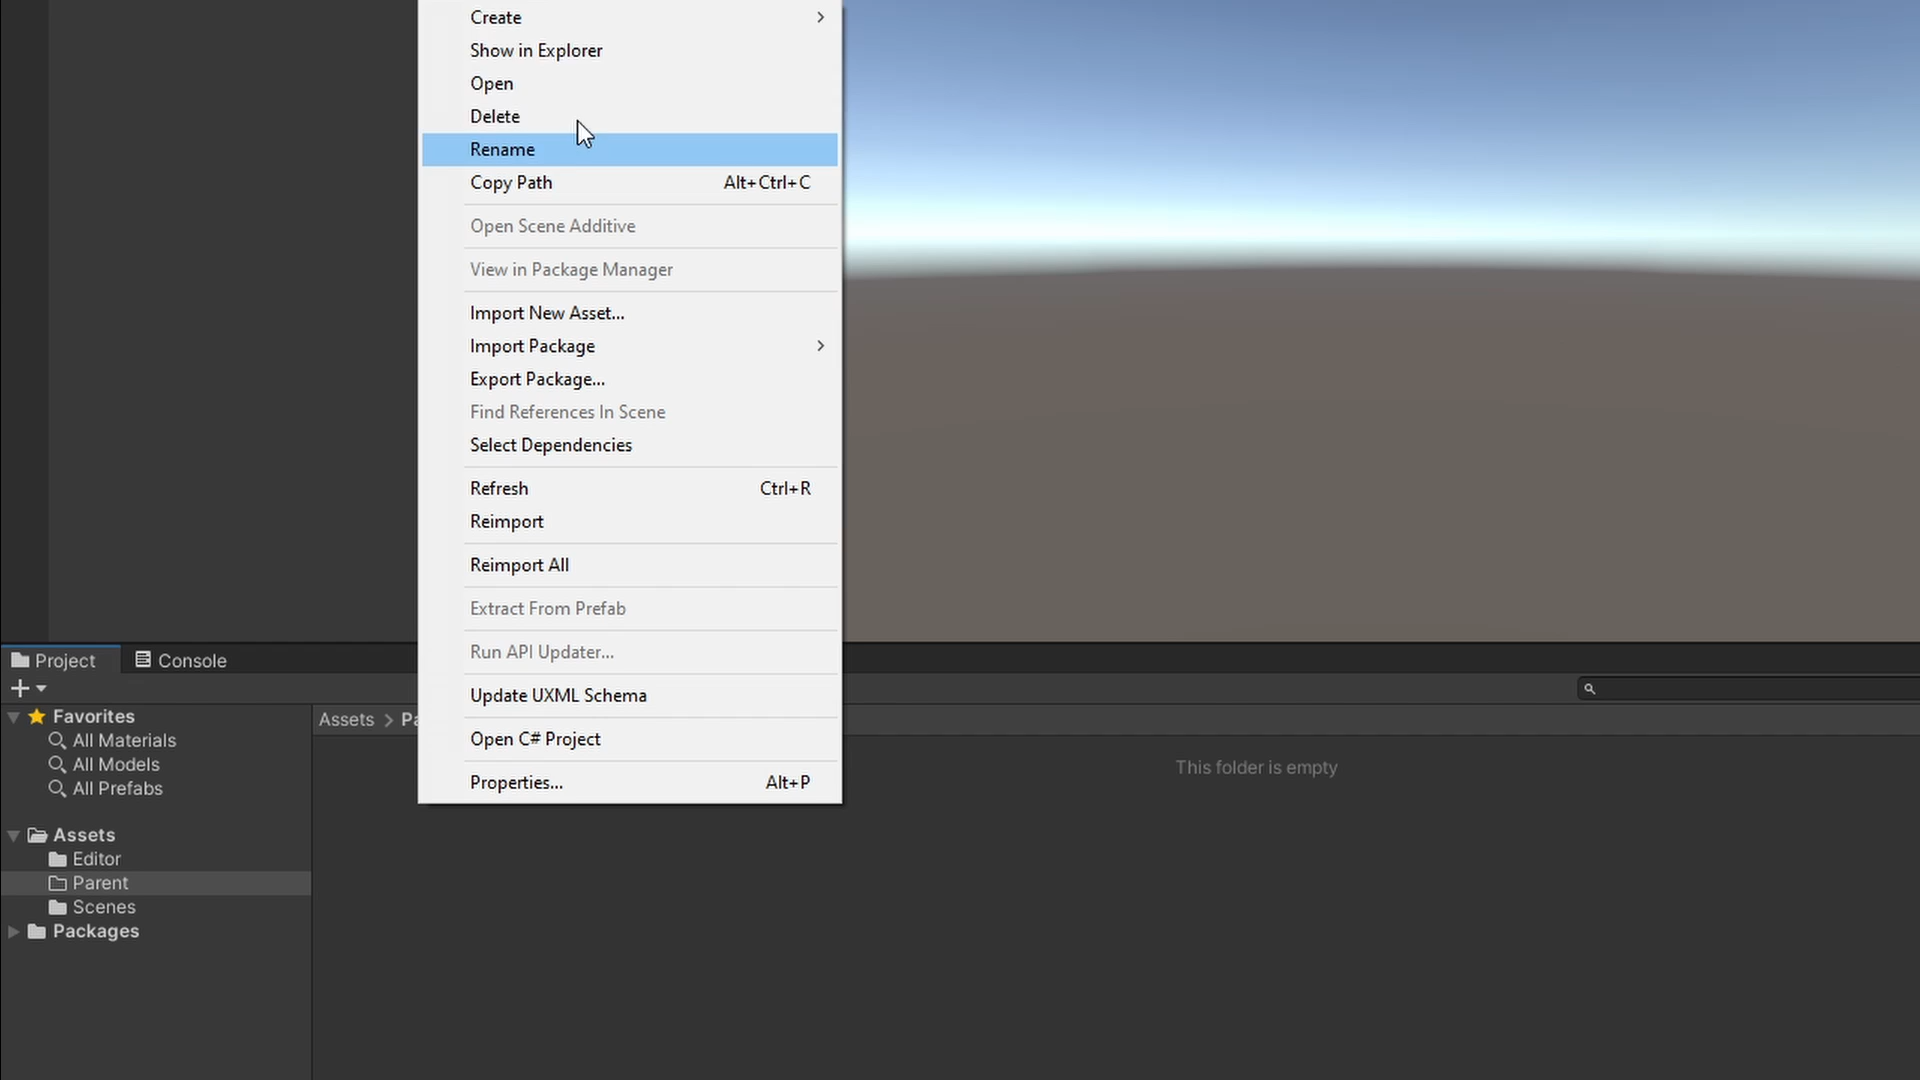 Create
Show in Explorer
Open
Delete
Rename
Copy Path Alt+Ctrl+C
Open Scene Additive
View in Package Manager
Import New Asset...
Import Package
Export Package...
Find References In Scene
Select Dependencies
Refresh Ctrl+R
Reimport
Reimport All
Extract From Prefab
Run API Updater...
Update UXML Schema
Open C# Project
Properties... Alt+P
Project Console
Favorites
All Materials
All Models
All Prefabs
Assets
Editor
Parent
Scenes
Packages
Assets > Pa
This folder is empty